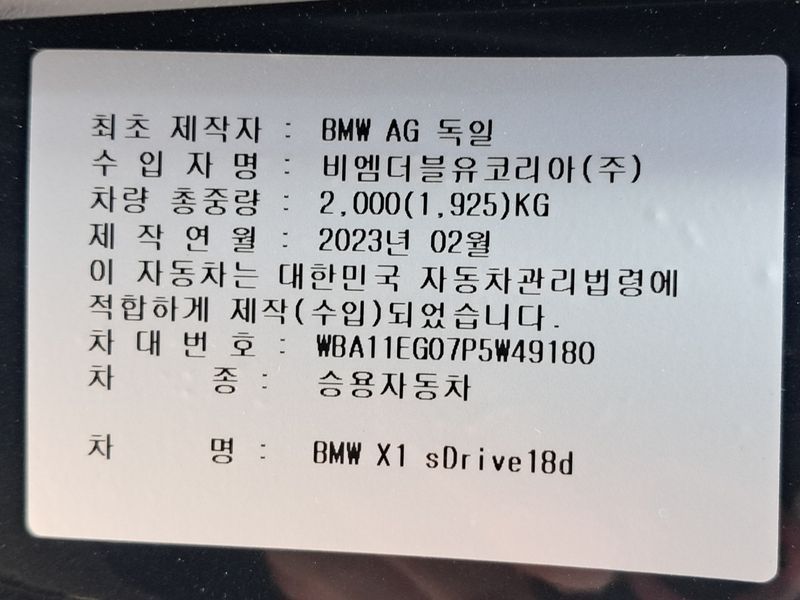 최초 제작자 : BMW AG 독일
수 입 자 명 : 비엠더블유코리아(주)
차량 총중량 : 2,000(1,925)KG
제 작 연 월 : 2023년 02월
이 자동차는 대한민국 자동차관리법령에
적합하게 제작(수입)되었습니다.
차 대 번 호 : WBA11EG07P5W49180
차 종 : 승용자동차
차 명 : BMW X1 sDrive18d